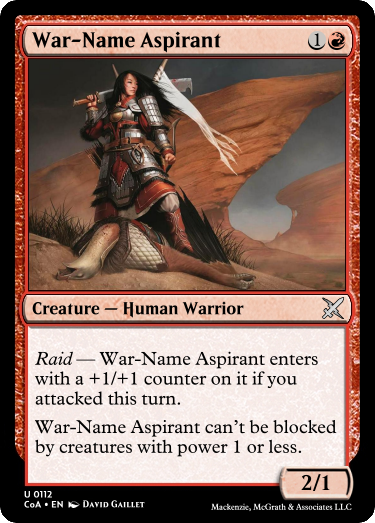 War-Name Aspirant 1
Creature — Human Warrior
Raid — War-Name Aspirant enters
with a +1/+1 counter on it if you
attacked this turn.
War-Name Aspirant can't be blocked
by creatures with power 1 or less.
2/1
U 0112
CoA • EN David Gaillet
Mackenzie, McGrath & Associates LLC